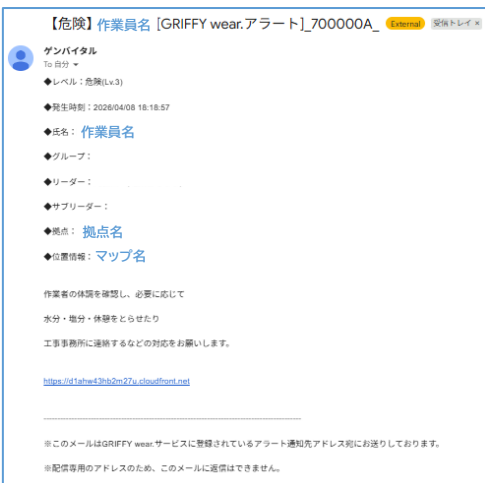 【危険】作業員名 [GRIFFY wear.アラート]_700000A_ External 受信トレイ ×
ゲンバイタル
To 自分
◆レベル：危険(Lv.3)
◆発生時刻：2026/04/08 18:18:57
◆氏名： 作業員名
◆グループ：
◆リーダー：
◆サブリーダー：
◆拠点： 拠点名
◆位置情報：マップ名
作業者の体調を確認し、必要に応じて
水分・塩分・休憩をとらせたり
工事事務所に連絡するなどの対応をお願いします。
https://d1ahw43hb2m27u.cloudfront.net
※このメールはGRIFFY wear.サービスに登録されているアラート通知先アドレス宛にお送りしております。
※配信専用のアドレスのため、このメールに返信はできません。